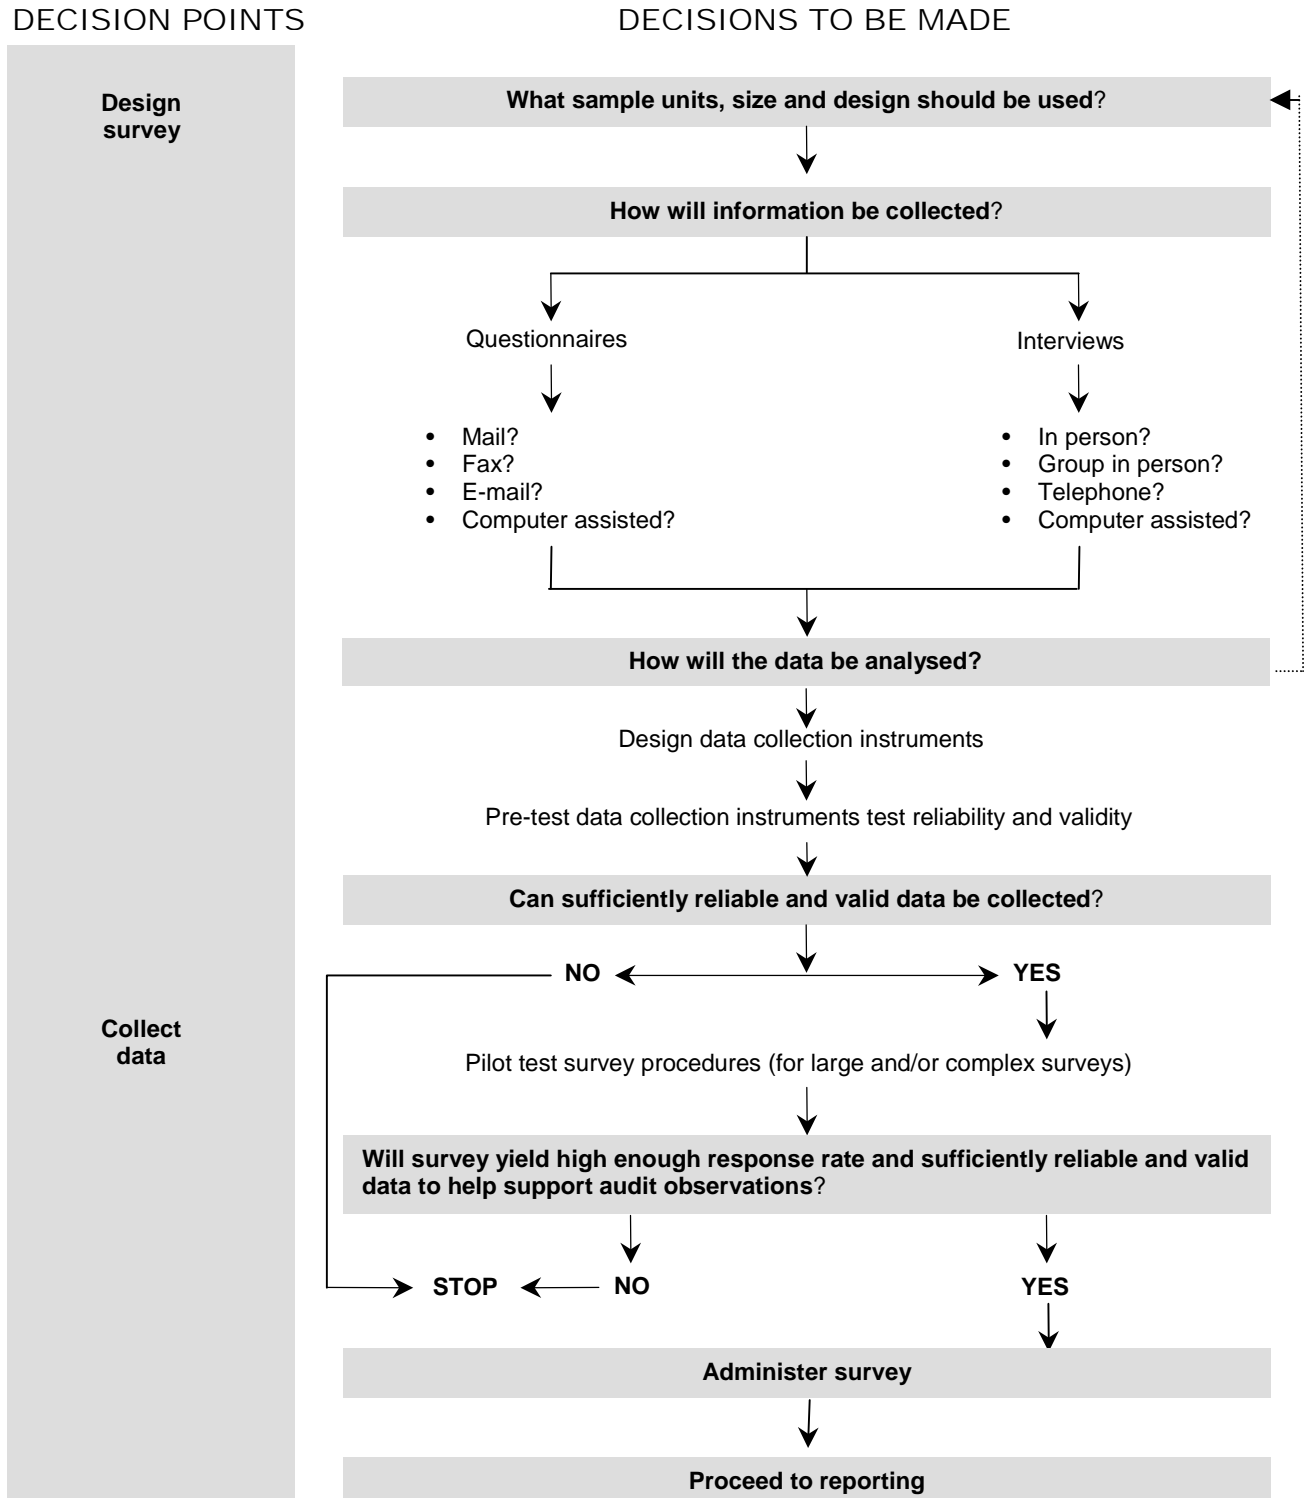 DECISION POINTS
DECISIONS TO BE MADE
Design
survey
What sample units, size and design should be used?
How will information be collected?
Questionnaires
Interviews
• Mail?
• Fax?
• E-mail?
• Computer assisted?
• In person?
• Group in person?
• Telephone?
• Computer assisted?
How will the data be analysed?
Design data collection instruments
Pre-test data collection instruments test reliability and validity
Can sufficiently reliable and valid data be collected?
NO
YES
Collect
data
Pilot test survey procedures (for large and/or complex surveys)
Will survey yield high enough response rate and sufficiently reliable and valid
data to help support audit observations?
STOP
NO
YES
Administer survey
Proceed to reporting